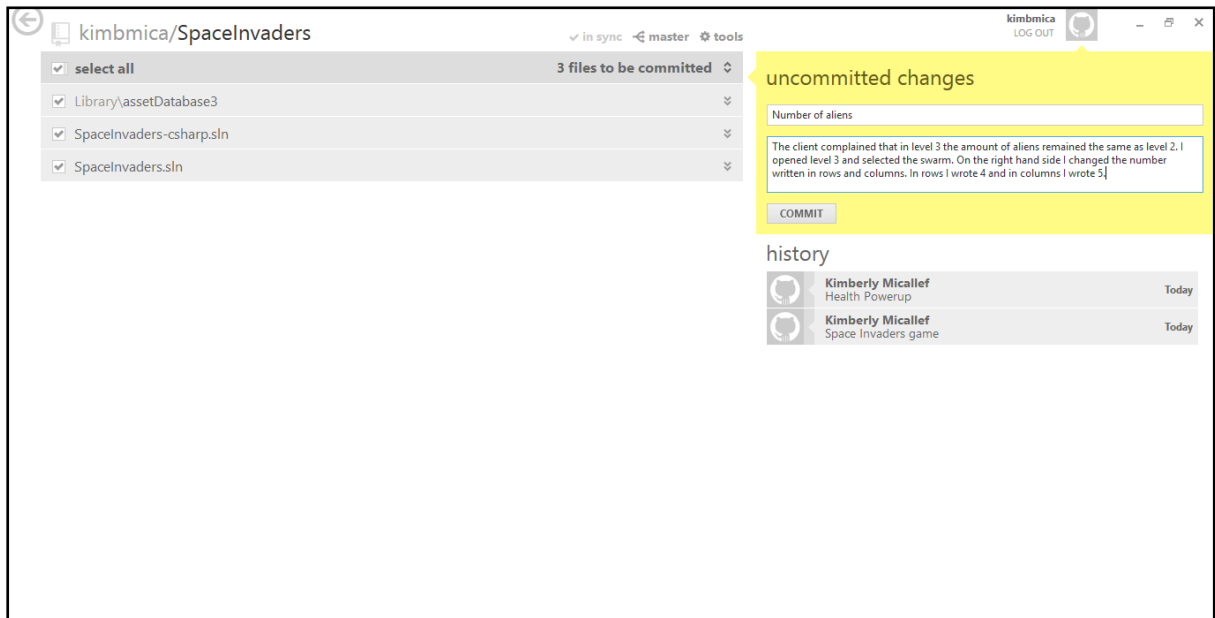 kimbmica/SpaceInvaders
in sync master tools
kimbmica
LOG OUT
select all 3 files to be committed
Library\assetDatabase3
SpaceInvaders-csharp.sln
SpaceInvaders.sln
uncommitted changes
Number of aliens
The client complained that in level 3 the amount of aliens remained the same as level 2. I
opened level 3 and selected the swarm. On the right hand side I changed the number
written in rows and columns. In rows I wrote 4 and in columns I wrote 5.
COMMIT
history
Kimberly Micallef
Health Powerup
Today
Kimberly Micallef
Space Invaders game
Today